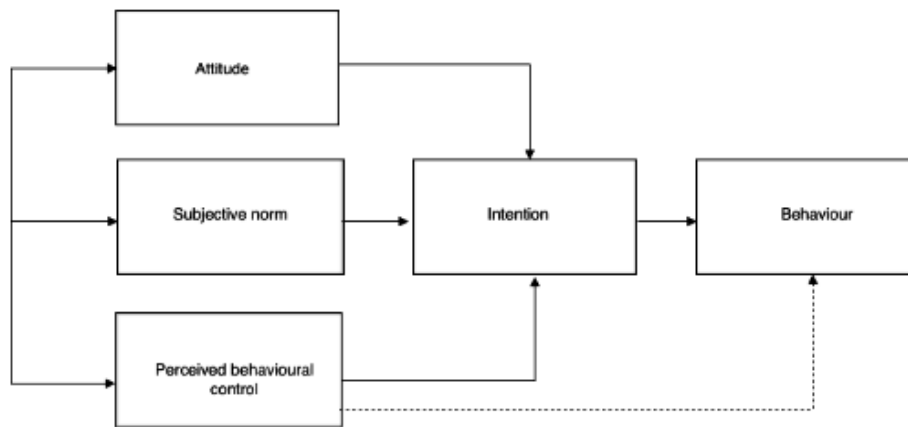 Attitude
Subjective norm
Intention
Behaviour
Perceived behavioural
control